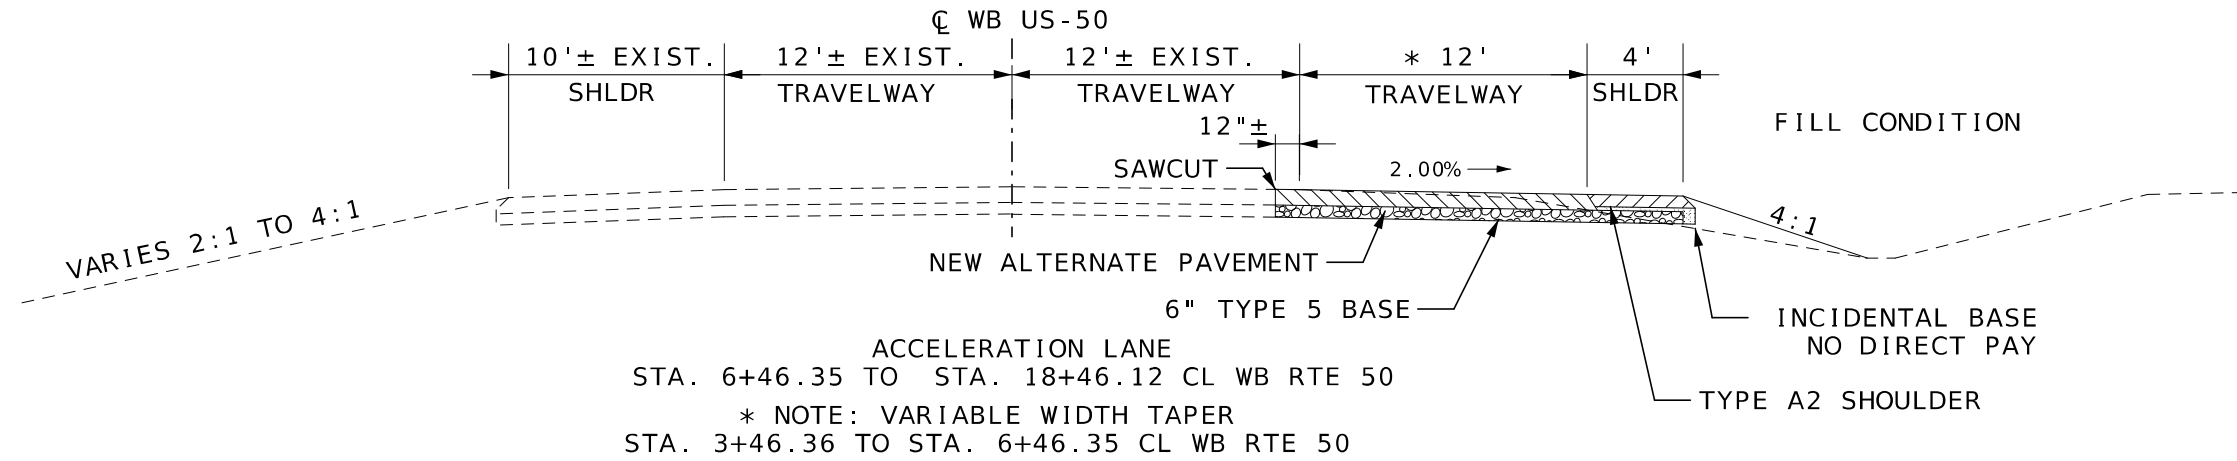 ℄ WB US-50
10'± EXIST.
SHLDR
12'± EXIST.
TRAVELWAY
12'± EXIST.
TRAVELWAY
* 12'
TRAVELWAY
4'
SHLDR
12"±
FILL CONDITION
SAWCUT
2.00%
VARIES 2:1 TO 4:1
4:1
NEW ALTERNATE PAVEMENT
6" TYPE 5 BASE
INCIDENTAL BASE
NO DIRECT PAY
TYPE A2 SHOULDER
ACCELERATION LANE
STA. 6+46.35 TO STA. 18+46.12 CL WB RTE 50
* NOTE: VARIABLE WIDTH TAPER
STA. 3+46.36 TO STA. 6+46.35 CL WB RTE 50